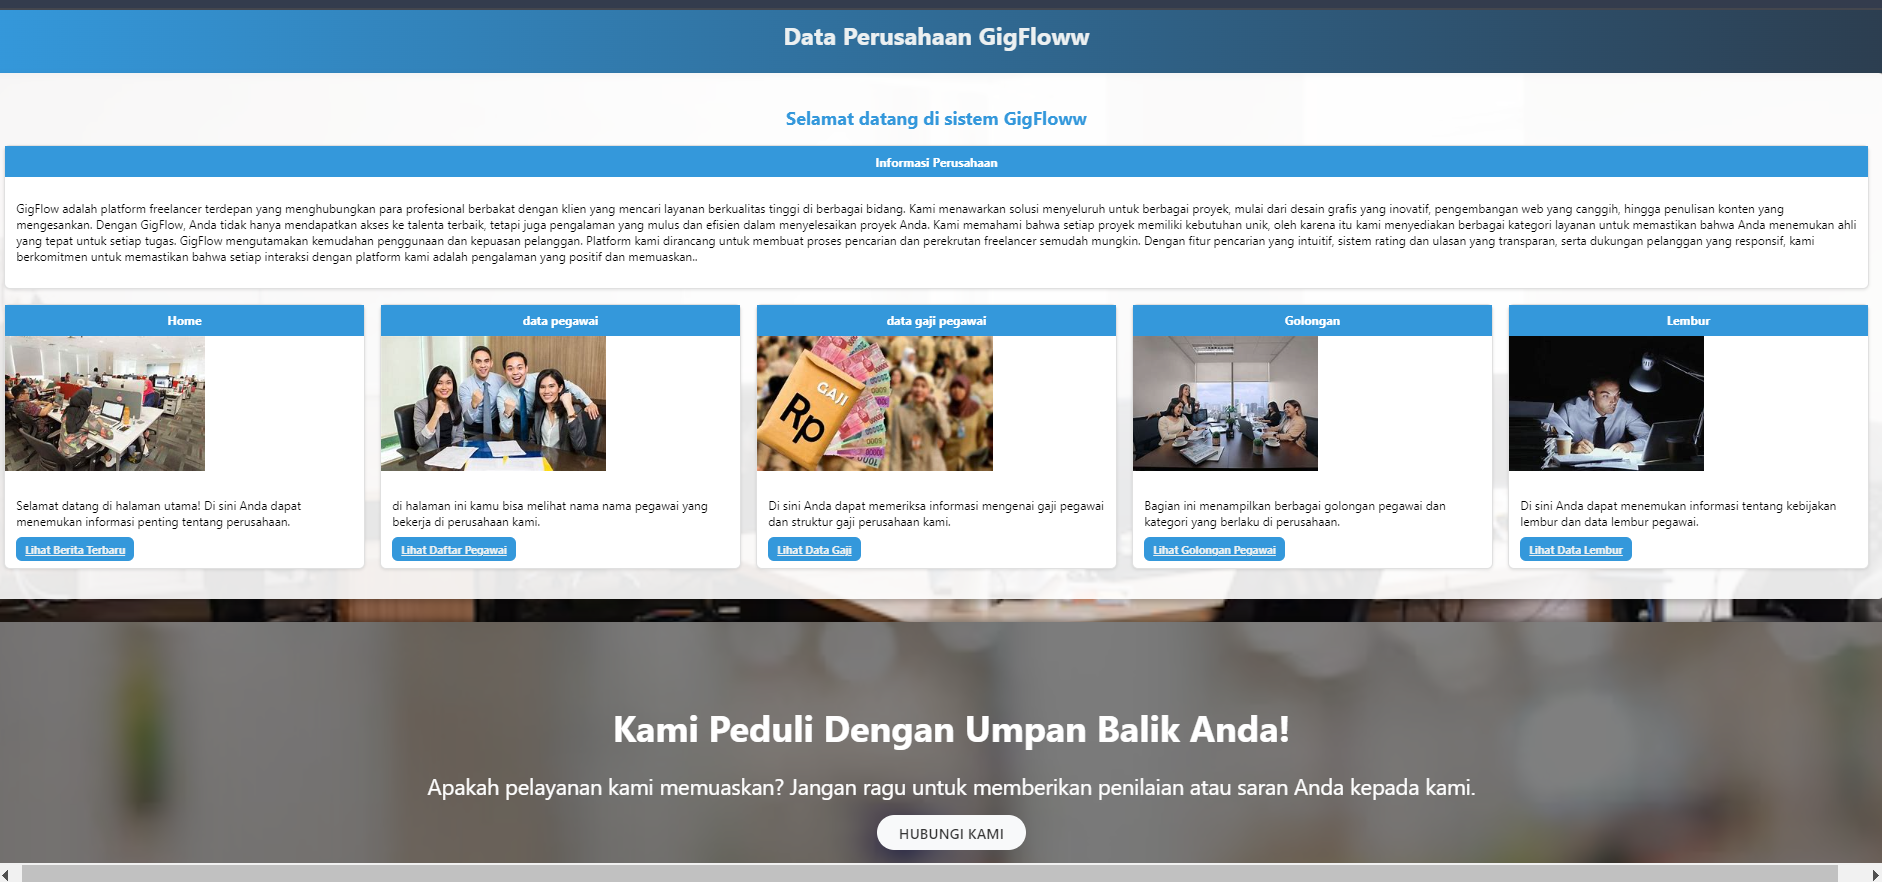 Data Perusahaan GigFloww
Selamat datang di sistem GigFloww
Informasi Perusahaan
GigFlow adalah platform freelancer terdepan yang menghubungkan para profesional berbakat dengan klien yang mencari layanan berkualitas tinggi di berbagai bidang. Kami menawarkan solusi menyeluruh untuk berbagai proyek, mulai dari desain grafis yang inovatif, pengembangan web yang canggih, hingga penulisan konten yang
mengesankan. Dengan GigFlow, Anda tidak hanya mendapatkan akses ke talenta terbaik, tetapi juga pengalaman yang mulus dan efisien dalam menyelesaikan proyek Anda. Kami memahami bahwa setiap proyek memiliki kebutuhan unik, oleh karena itu kami menyediakan berbagai kategori layanan untuk memastikan bahwa Anda menemukan ahli
yang tepat untuk setiap tugas. GigFlow mengutamakan kemudahan penggunaan dan kepuasan pelanggan. Platform kami dirancang untuk membuat proses pencarian dan perekrutan freelancer semudah mungkin. Dengan fitur pencarian yang intuitif, sistem rating dan ulasan yang transparan, serta dukungan pelanggan yang responsif, kami
berkomitmen untuk memastikan bahwa setiap interaksi dengan platform kami adalah pengalaman yang positif dan memuaskan..
Home
Selamat datang di halaman utama! Di sini Anda dapat
menemukan informasi penting tentang perusahaan.
Lihat Berita Terbaru
data pegawai
di halaman ini kamu bisa melihat nama nama pegawai yang
bekerja di perusahaan kami.
Lihat Daftar Pegawai
data gaji pegawai
GAJI
Rp
Di sini Anda dapat memeriksa informasi mengenai gaji pegawai
dan struktur gaji perusahaan kami.
Lihat Data Gaji
Golongan
Bagian ini menampilkan berbagai golongan pegawai dan
kategori yang berlaku di perusahaan.
Lihat Golongan Pegawai
Lembur
Di sini Anda dapat menemukan informasi tentang kebijakan
lembur dan data lembur pegawai.
Lihat Data Lembur
Kami Peduli Dengan Umpan Balik Anda!
Apakah pelayanan kami memuaskan? Jangan ragu untuk memberikan penilaian atau saran Anda kepada kami.
HUBUNGI KAMI